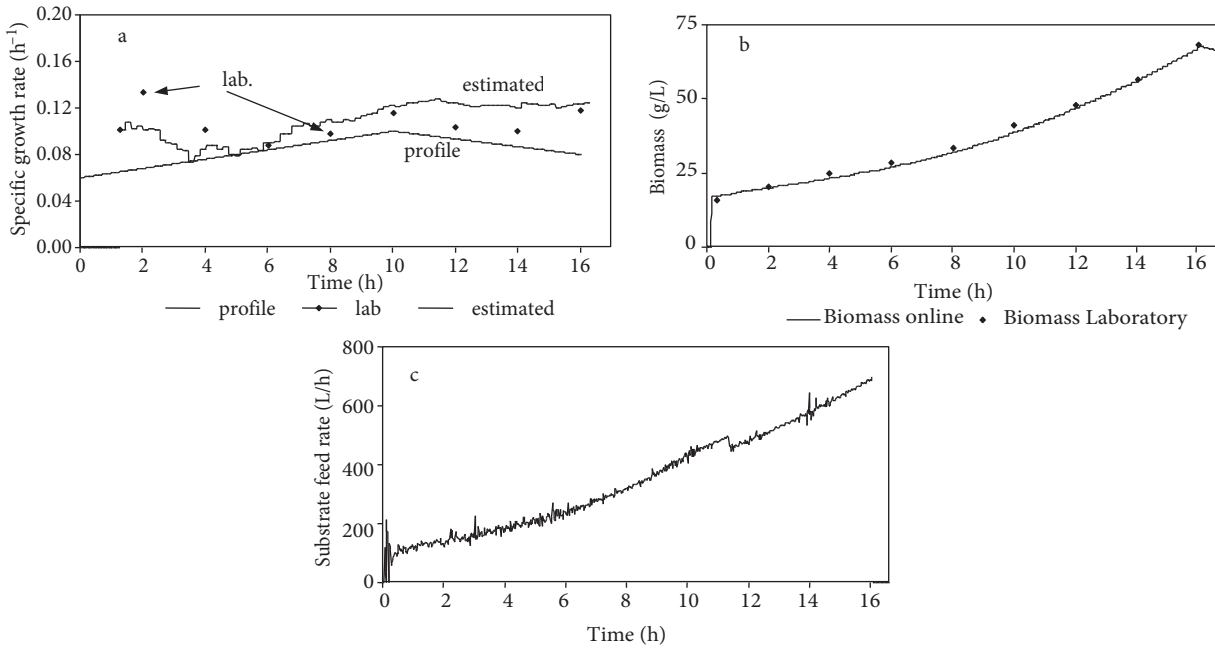 a
Specific growth rate (h⁻¹)
0.20
0.16
0.12
0.08
0.04
0.00
lab.
estimated
profile
0 2 4 6 8 10 12 14 16
Time (h)
profile lab estimated
b
Biomass (g/L)
75
50
25
0
0 2 4 6 8 10 12 14 16
Time (h)
Biomass online Biomass Laboratory
c
Substrate feed rate (L/h)
800
600
400
200
0
0 2 4 6 8 10 12 14 16
Time (h)